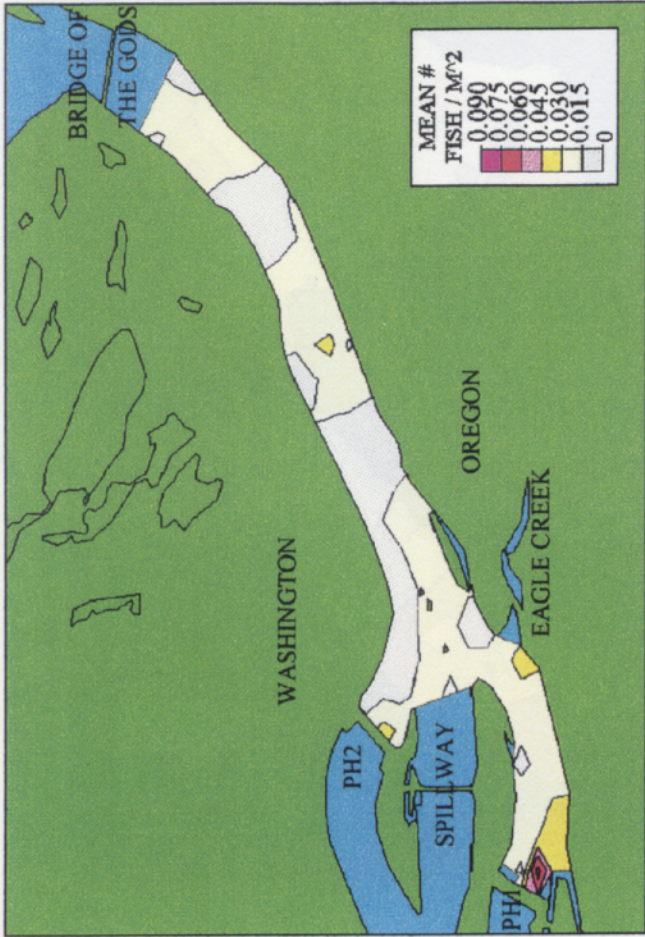 BRIDGE OF
THE GODS
MEAN #
FISH / M^2
0.090
0.075
0.060
0.045
0.030
0.015
0
WASHINGTON
OREGON
EAGLE CREEK
PH2
SPILLWAY
PH1